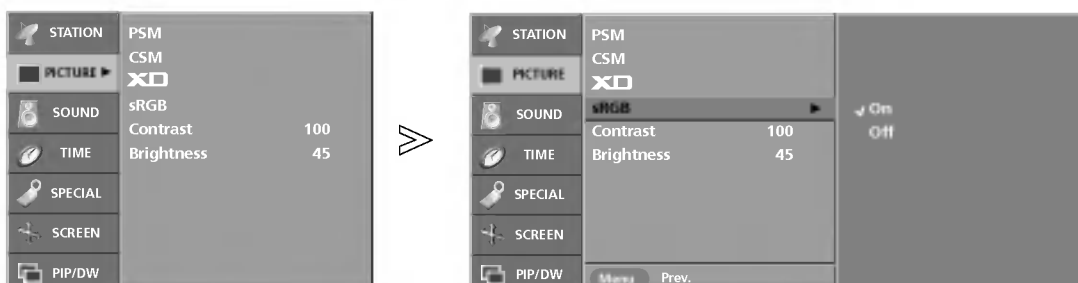 STATION
PICTURE ▶
SOUND
TIME
SPECIAL
SCREEN
PIP/DW
PSM
CSM
XD
sRGB
Contrast 100
Brightness 45
STATION
PICTURE
SOUND
TIME
SPECIAL
SCREEN
PIP/DW
PSM
CSM
XD
sRGB ▶
Contrast 100
Brightness 45
Menu Prev.
✓ On
Off